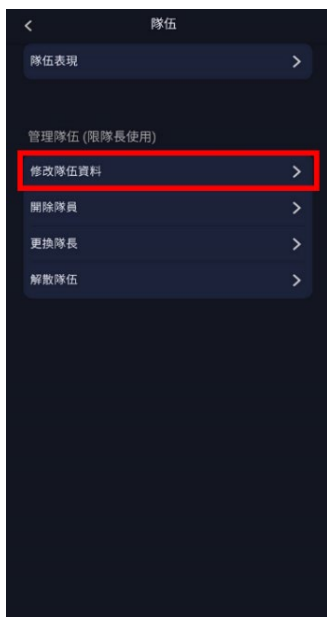 隊伍
隊伍表現
管理隊伍 (限隊長使用)
修改隊伍資料
開除隊員
更換隊長
解散隊伍